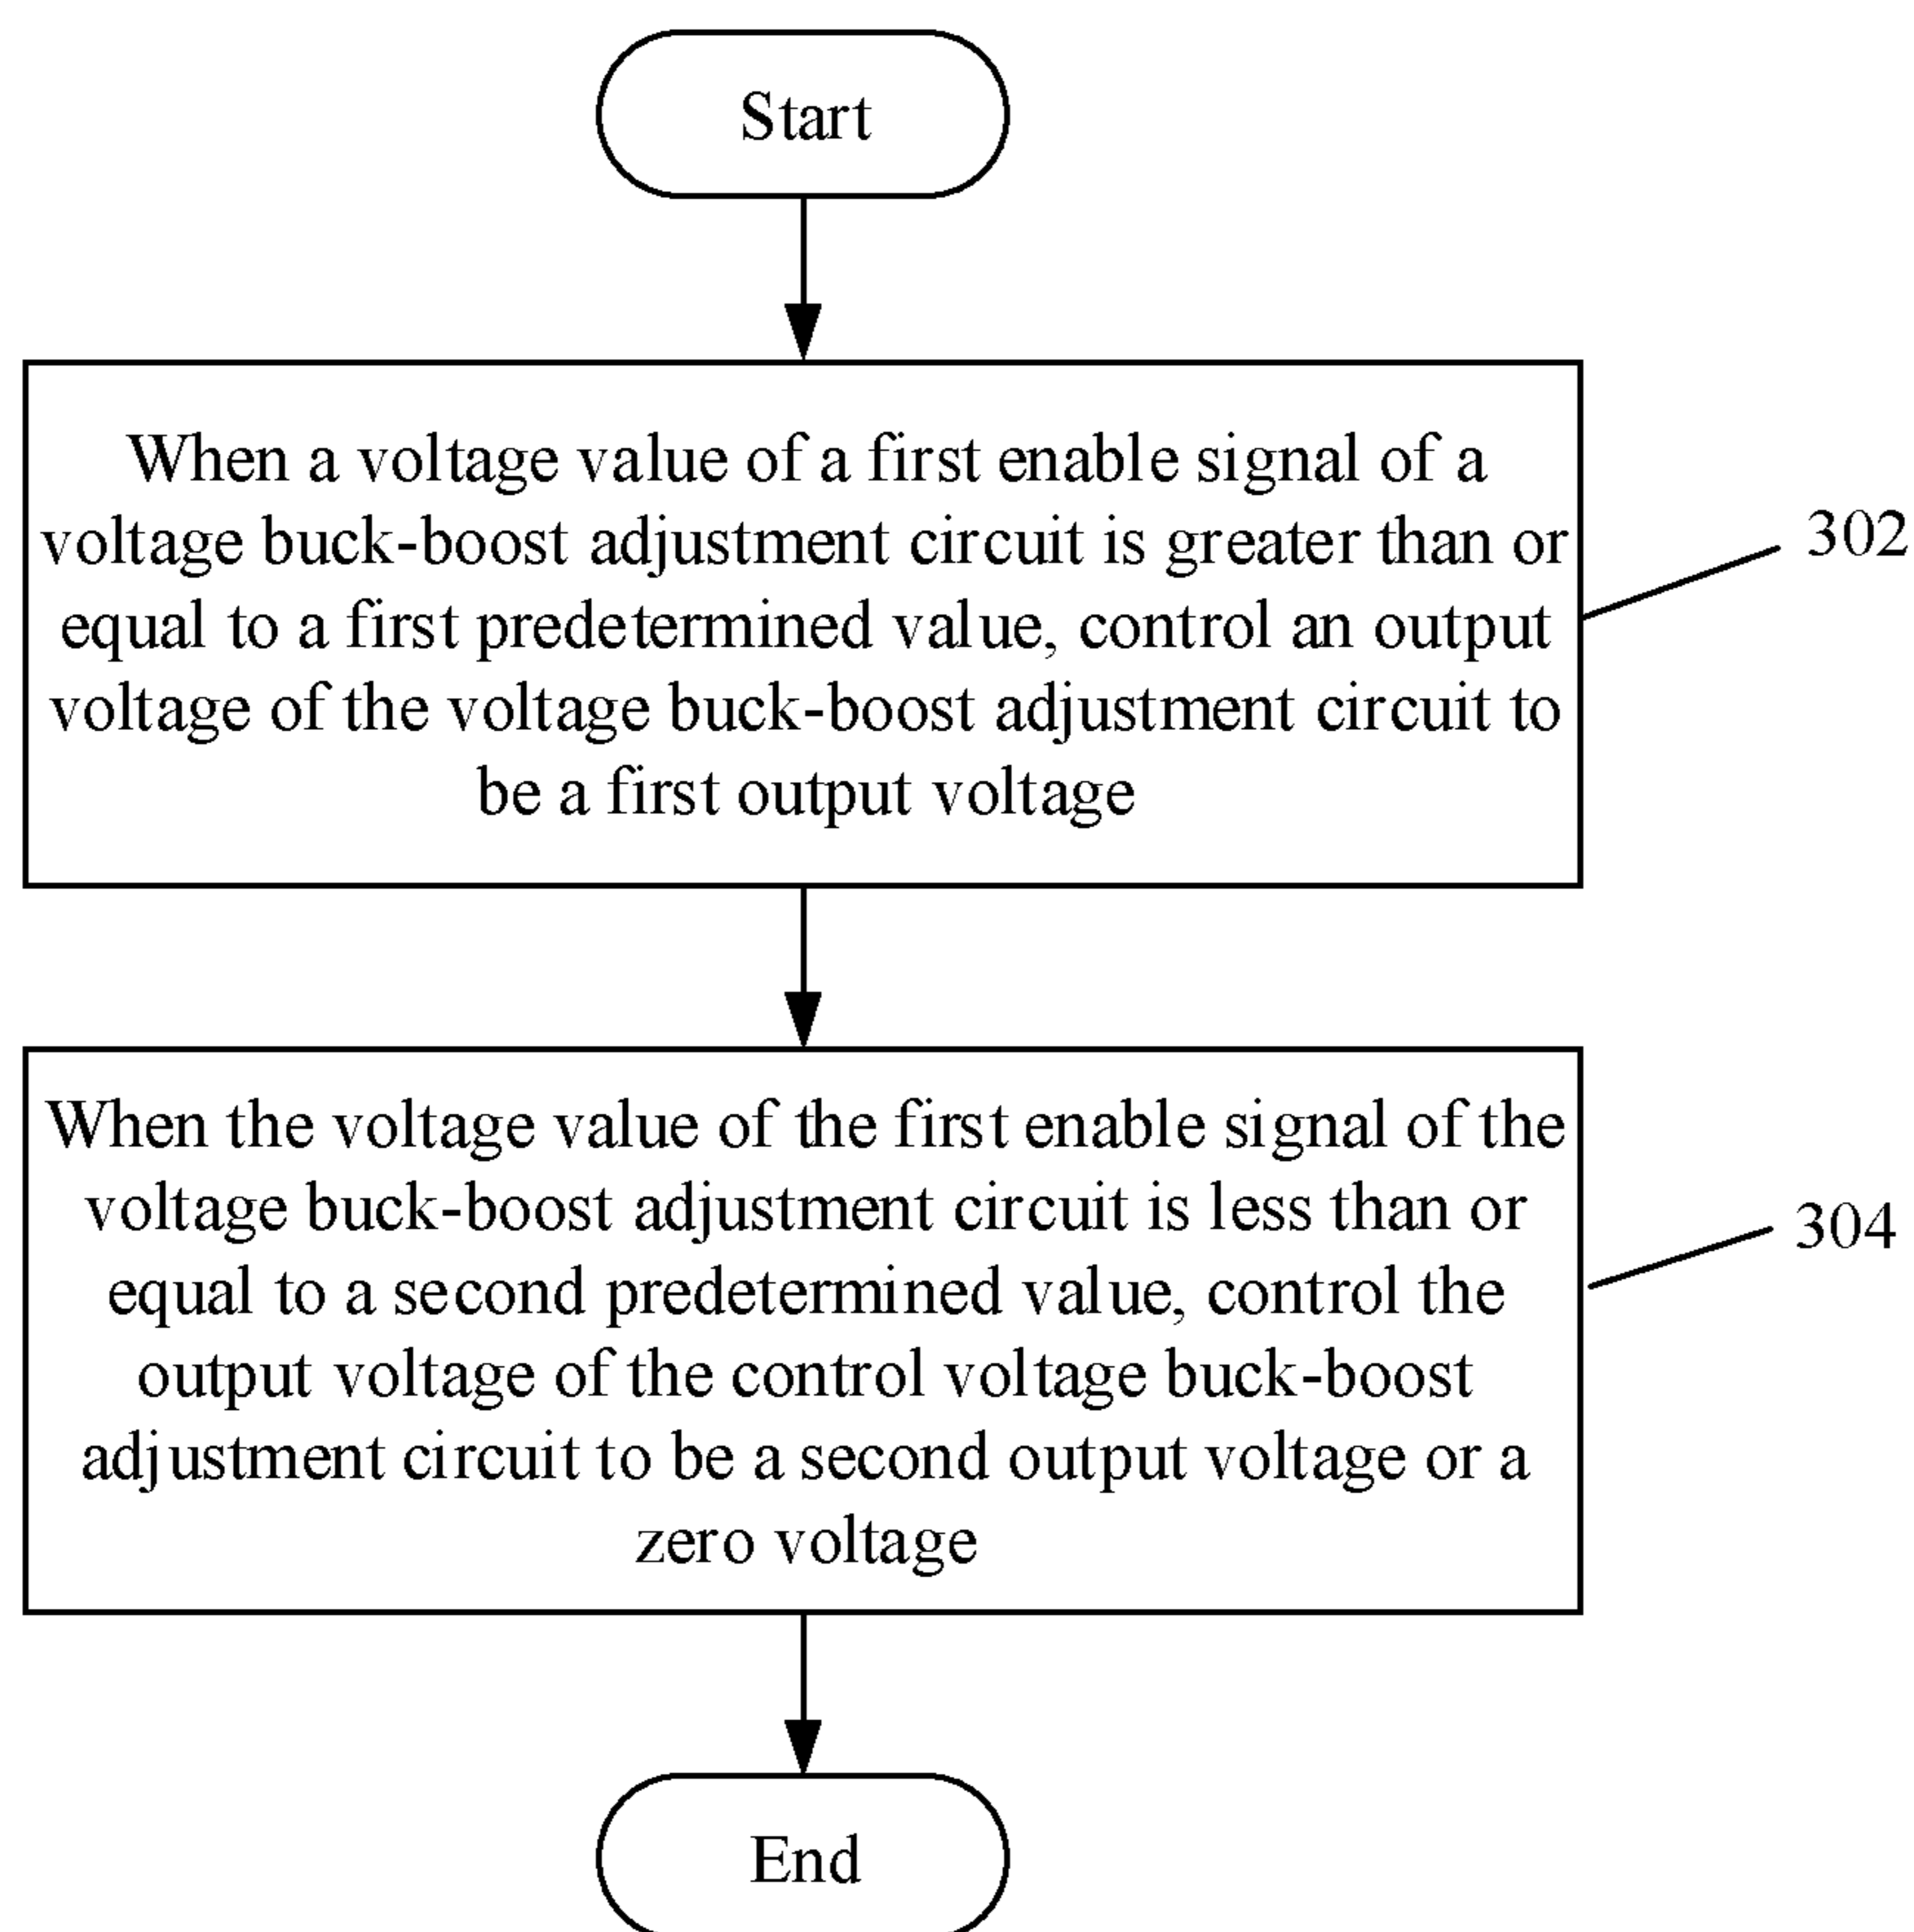 Start
When a voltage value of a first enable signal of a
voltage buck-boost adjustment circuit is greater than or
equal to a first predetermined value, control an output
voltage of the voltage buck-boost adjustment circuit to
be a first output voltage
302
When the voltage value of the first enable signal of the
voltage buck-boost adjustment circuit is less than or
equal to a second predetermined value, control the
output voltage of the control voltage buck-boost
adjustment circuit to be a second output voltage or a
zero voltage
304
End